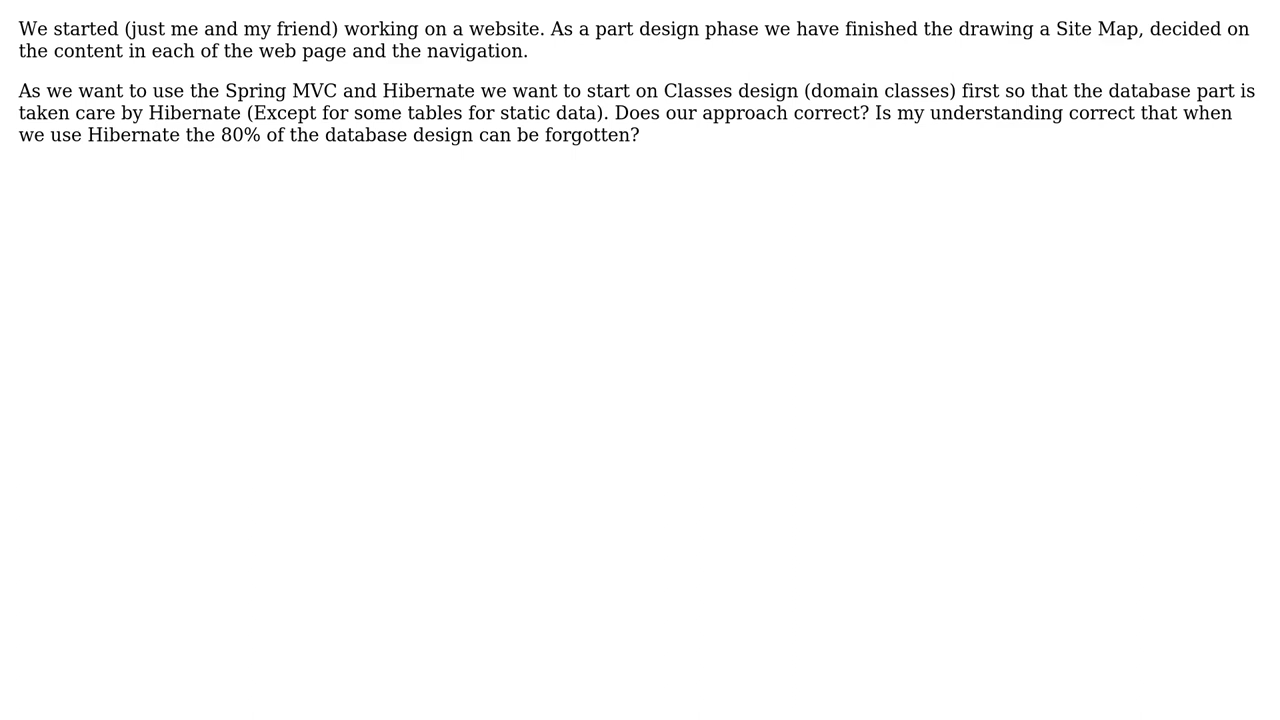 We started (just me and my friend) working on a website. As a part design phase we have finished the drawing a Site Map, decided on
the content in each of the web page and the navigation.
As we want to use the Spring MVC and Hibernate we want to start on Classes design (domain classes) first so that the database part is
taken care by Hibernate (Except for some tables for static data). Does our approach correct? Is my understanding correct that when
we use Hibernate the 80% of the database design can be forgotten?